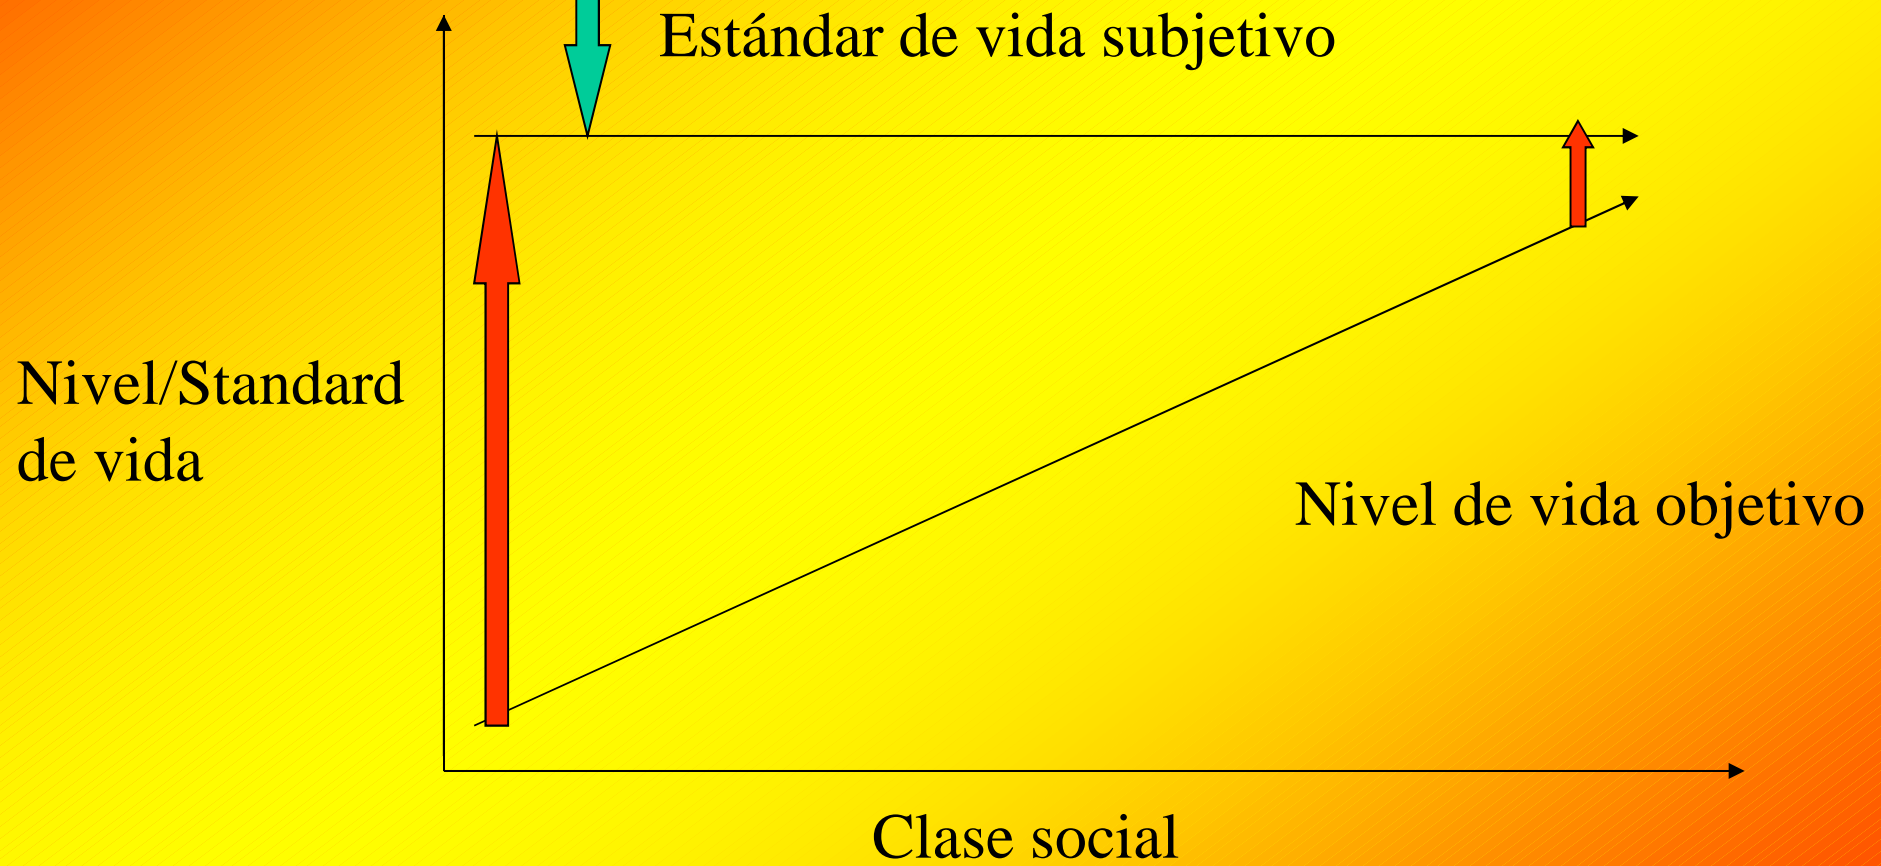 Estándar de vida subjetivo
Nivel/Standard
de vida
Nivel de vida objetivo
Clase social